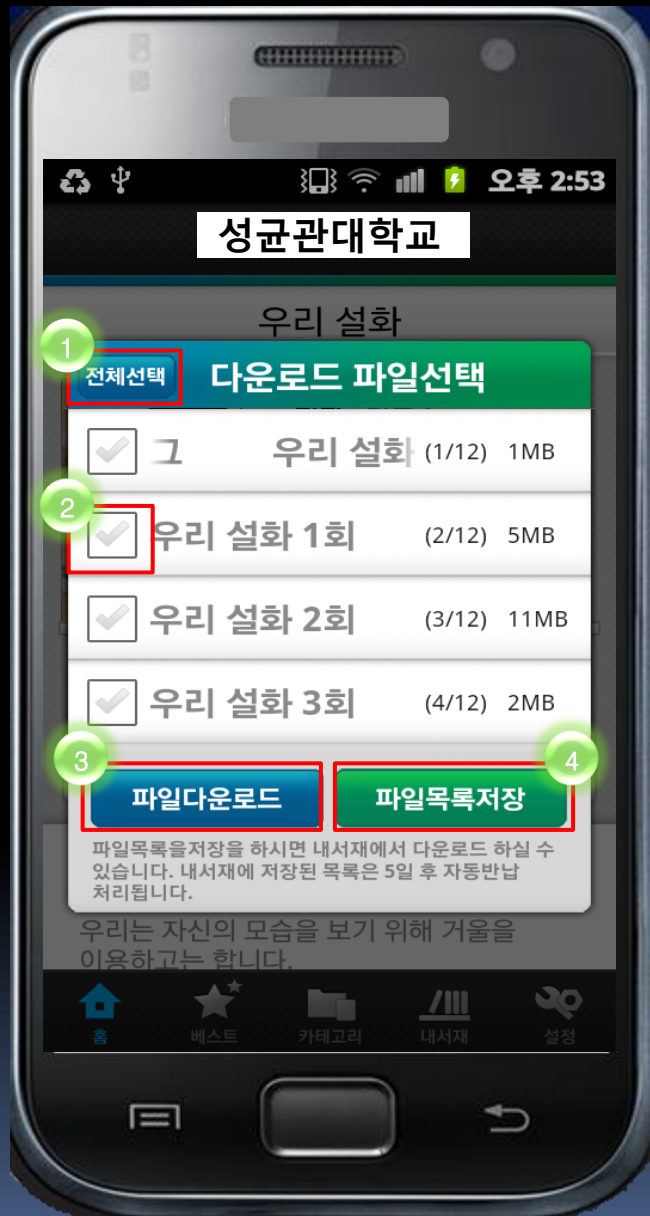 오후 2:53
성균관대학교
우리 설화
1
전체선택 다운로드 파일선택
그 우리 설화 (1/12) 1MB
2
우리 설화 1회 (2/12) 5MB
우리 설화 2회 (3/12) 11MB
우리 설화 3회 (4/12) 2MB
3 4
파일다운로드 파일목록저장
파일목록을저장을 하시면 내서재에서 다운로드 하실 수
있습니다. 내서재에 저장된 목록은 5일 후 자동반납
처리됩니다.
우리는 자신의 모습을 보기 위해 거울을
이용하고는 합니다.
홈 베스트 카테고리 내서재 설정